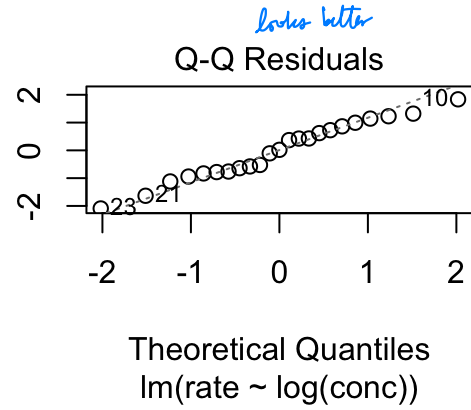 looks better
Q-Q Residuals
2
0
-2
10
21
23
-2
-1
0
1
2
Theoretical Quantiles
lm(rate ~ log(conc))